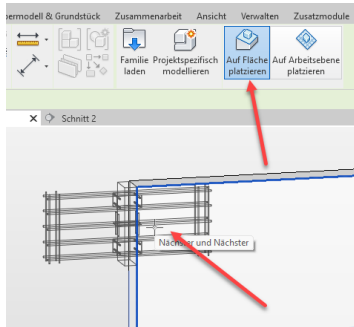 ermodell & Grundstück Zusammenarbeit Ansicht Verwalten Zusatzmodule
Familie laden
Projektspezifisch modellieren
Auf Fläche platzieren
Auf Arbeitsebene platzieren
X Schnitt 2
Nächster und Nächster